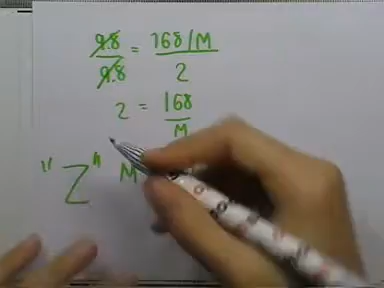 9.8/9.8 = 168/M / 2
2 = 168/M
"Z" M